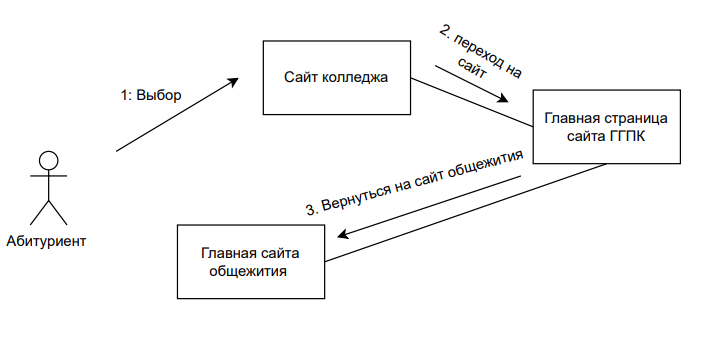 2. переход на
сайт
Сайт колледжа
1: Выбор
Главная страница
сайта ГГПК
3. Вернуться на сайт общежития
Абитуриент
Главная сайта
общежития